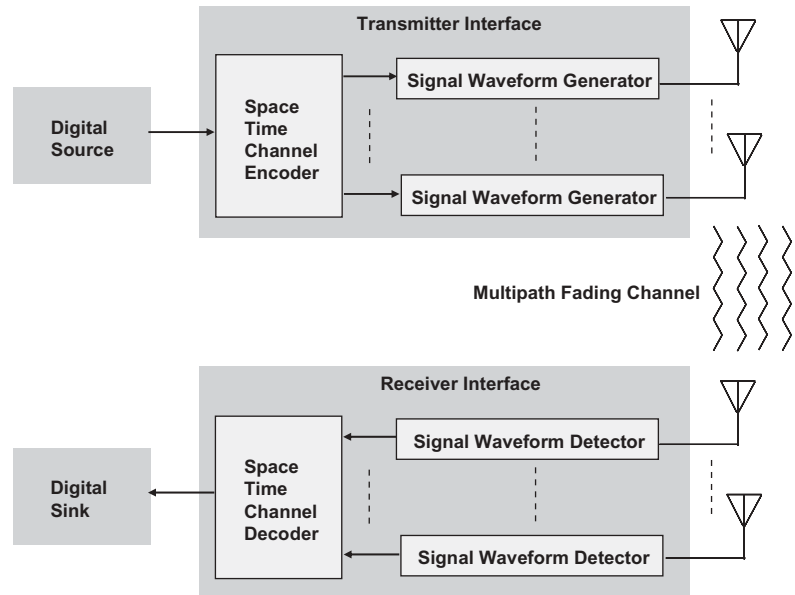 Transmitter Interface
Signal Waveform Generator
Space
Time
Channel
Encoder
Digital
Source
Signal Waveform Generator
Multipath Fading Channel
Receiver Interface
Signal Waveform Detector
Space
Time
Channel
Decoder
Digital
Sink
Signal Waveform Detector